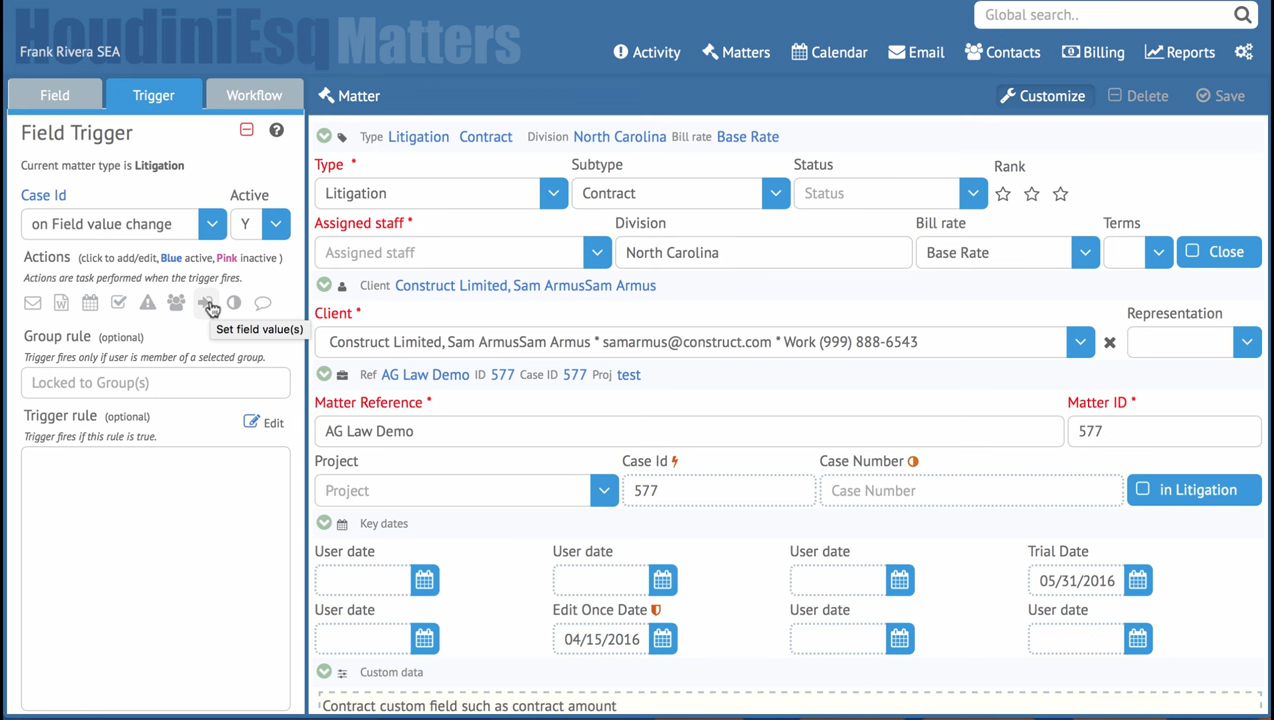 HoudiniEsq Matters
Frank Rivera SEA
Global search..
Activity Matters Calendar Email Contacts Billing Reports
Field Trigger Workflow
Matter
Customize Delete Save
Field Trigger
Current matter type is Litigation
Case Id Active
on Field value change Y
Actions (click to add/edit, Blue active, Pink inactive )
Actions are task performed when the trigger fires.
Set field value(s)
Group rule (optional)
Trigger fires only if user is member of a selected group.
Locked to Group(s)
Trigger rule (optional) Edit
Trigger fires if this rule is true.
Type Litigation Contract Division North Carolina Bill rate Base Rate
Type * Subtype Status Rank
Litigation Contract Status
Assigned staff * Division Bill rate Terms
Assigned staff North Carolina Base Rate Close
Client Construct Limited, Sam ArmusSam Armus
Client * Representation
Construct Limited, Sam ArmusSam Armus * samarmus@construct.com * Work (999) 888-6543
Ref AG Law Demo ID 577 Case ID 577 Proj test
Matter Reference * Matter ID *
AG Law Demo 577
Project Case Id Case Number
Project 577 Case Number in Litigation
Key dates
User date User date User date Trial Date
05/31/2016
User date Edit Once Date User date User date
04/15/2016
Custom data
Contract custom field such as contract amount